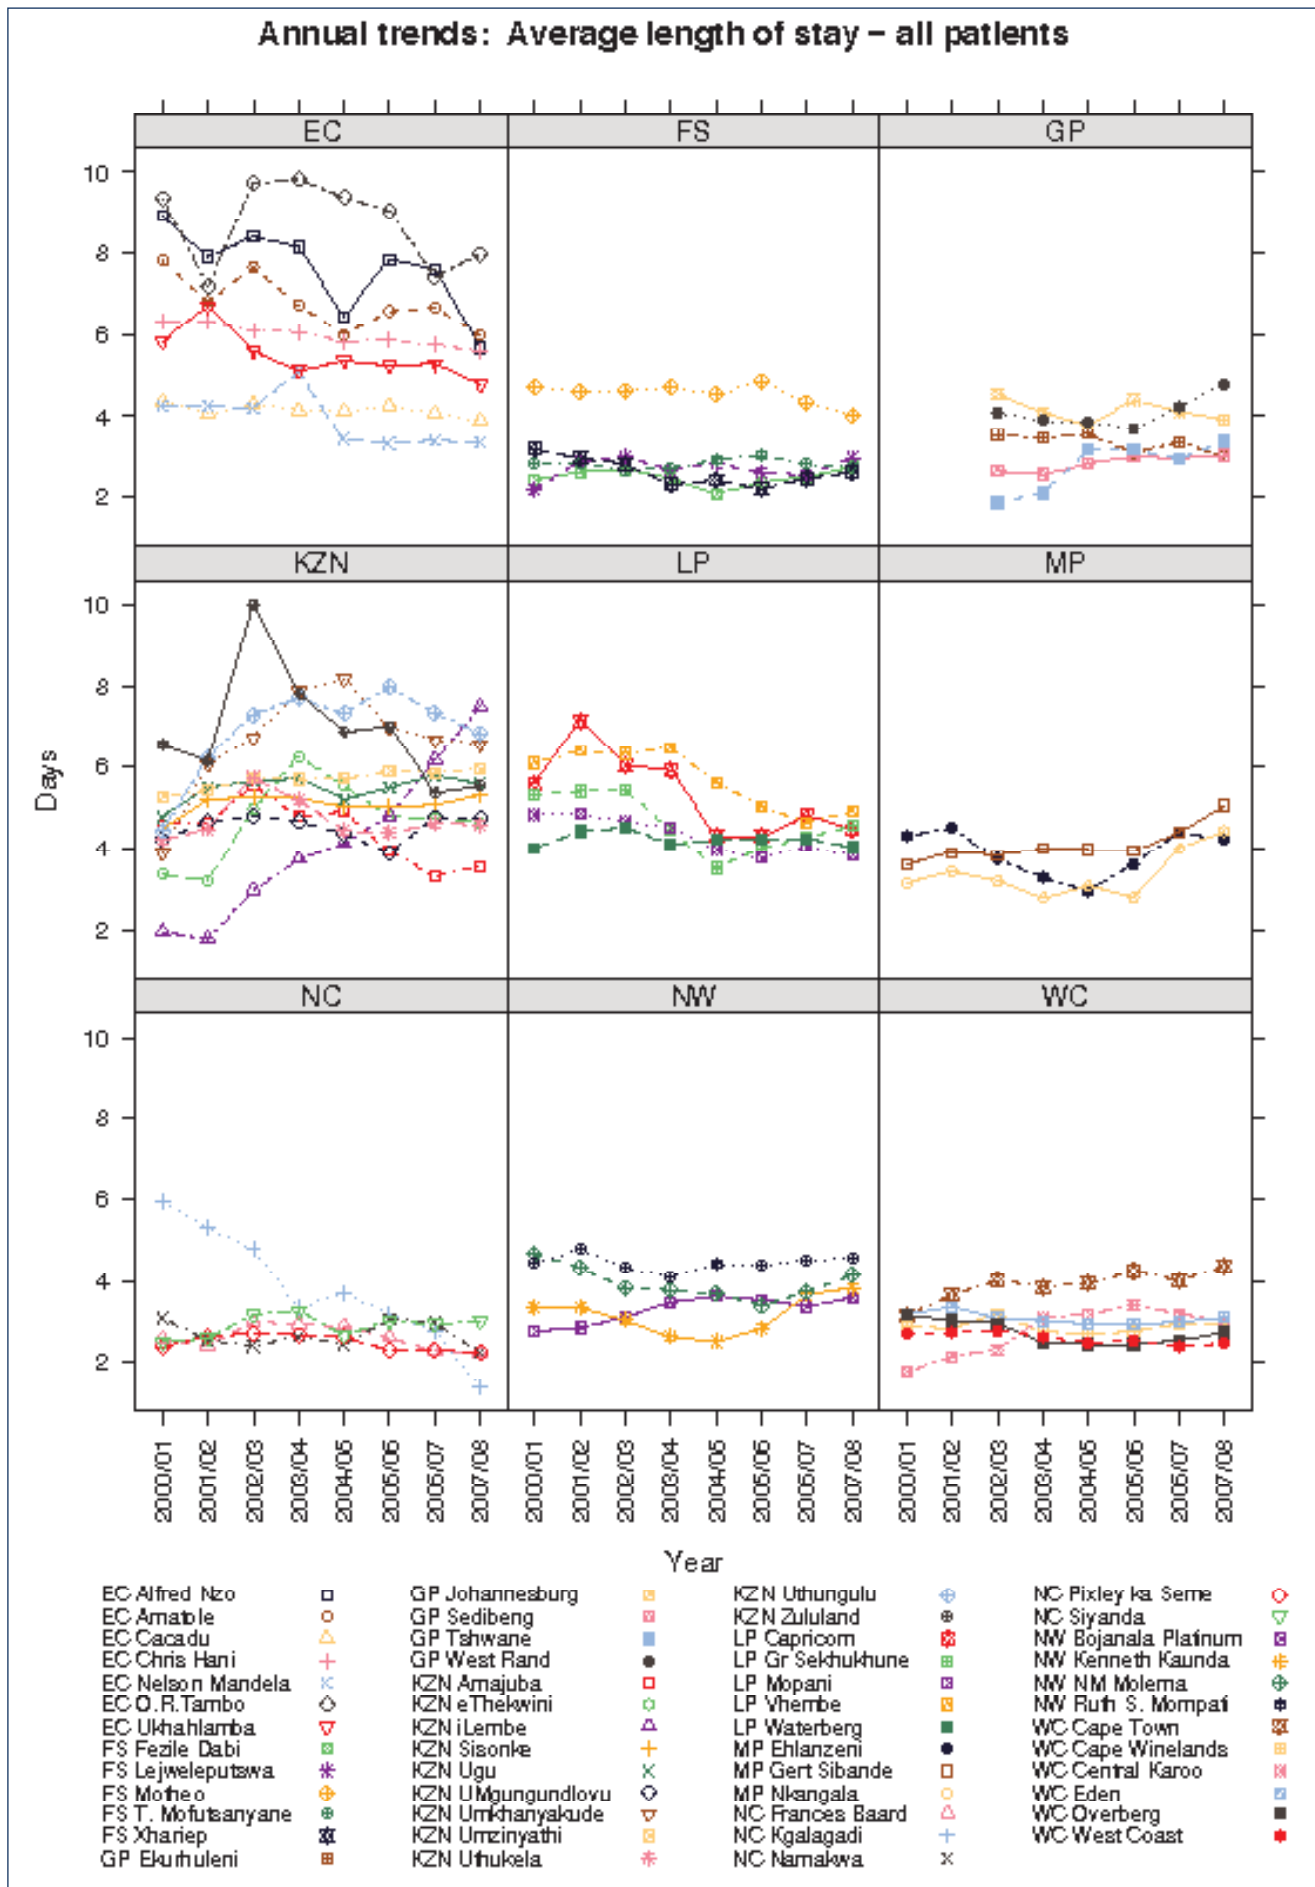 Annual trends: Average length of stay – all patients
EC FS GP
10
8
6
4
2
KZN LP MP
10
8
6
4
2
Days
NC NW WC
10
8
6
4
2
2000/01 2001/02 2002/03 2003/04 2004/05 2005/06 2006/07 2007/08 2000/01 2001/02 2002/03 2003/04 2004/05 2005/06 2006/07 2007/08 2000/01 2001/02 2002/03 2003/04 2004/05 2005/06 2006/07 2007/08
Year
EC Alfred Nzo GP Johannesburg KZN Uthungulu NC Pixley ka Seme
EC Amatole GP Sedibeng KZN Zululand NC Siyanda
EC Cacadu GP Tshwane LP Capricorn NW Bojanala Platinum
EC Chris Hani GP West Rand LP Gr Sekhukhune NW Kenneth Kaunda
EC Nelson Mandela KZN Amajuba LP Mopani NW NM Molema
EC O.R.Tambo KZN eThekwini LP Vhembe NW Ruth S. Mompati
EC Ukhahlamba KZN iLembe LP Waterberg WC Cape Town
FS Fezile Dabi KZN Sisonke MP Ehlanzeni WC Cape Winelands
FS Lejweleputswa KZN Ugu MP Gert Sibande WC Central Karoo
FS Motheo KZN UMgungundlovu MP Nkangala WC Eden
FS T. Mofutsanyane KZN Umkhanyakude NC Frances Baard WC Overberg
FS Xhariep KZN Umzinyathi NC Kgalagadi WC West Coast
GP Ekurhuleni KZN Uthukela NC Namakwa